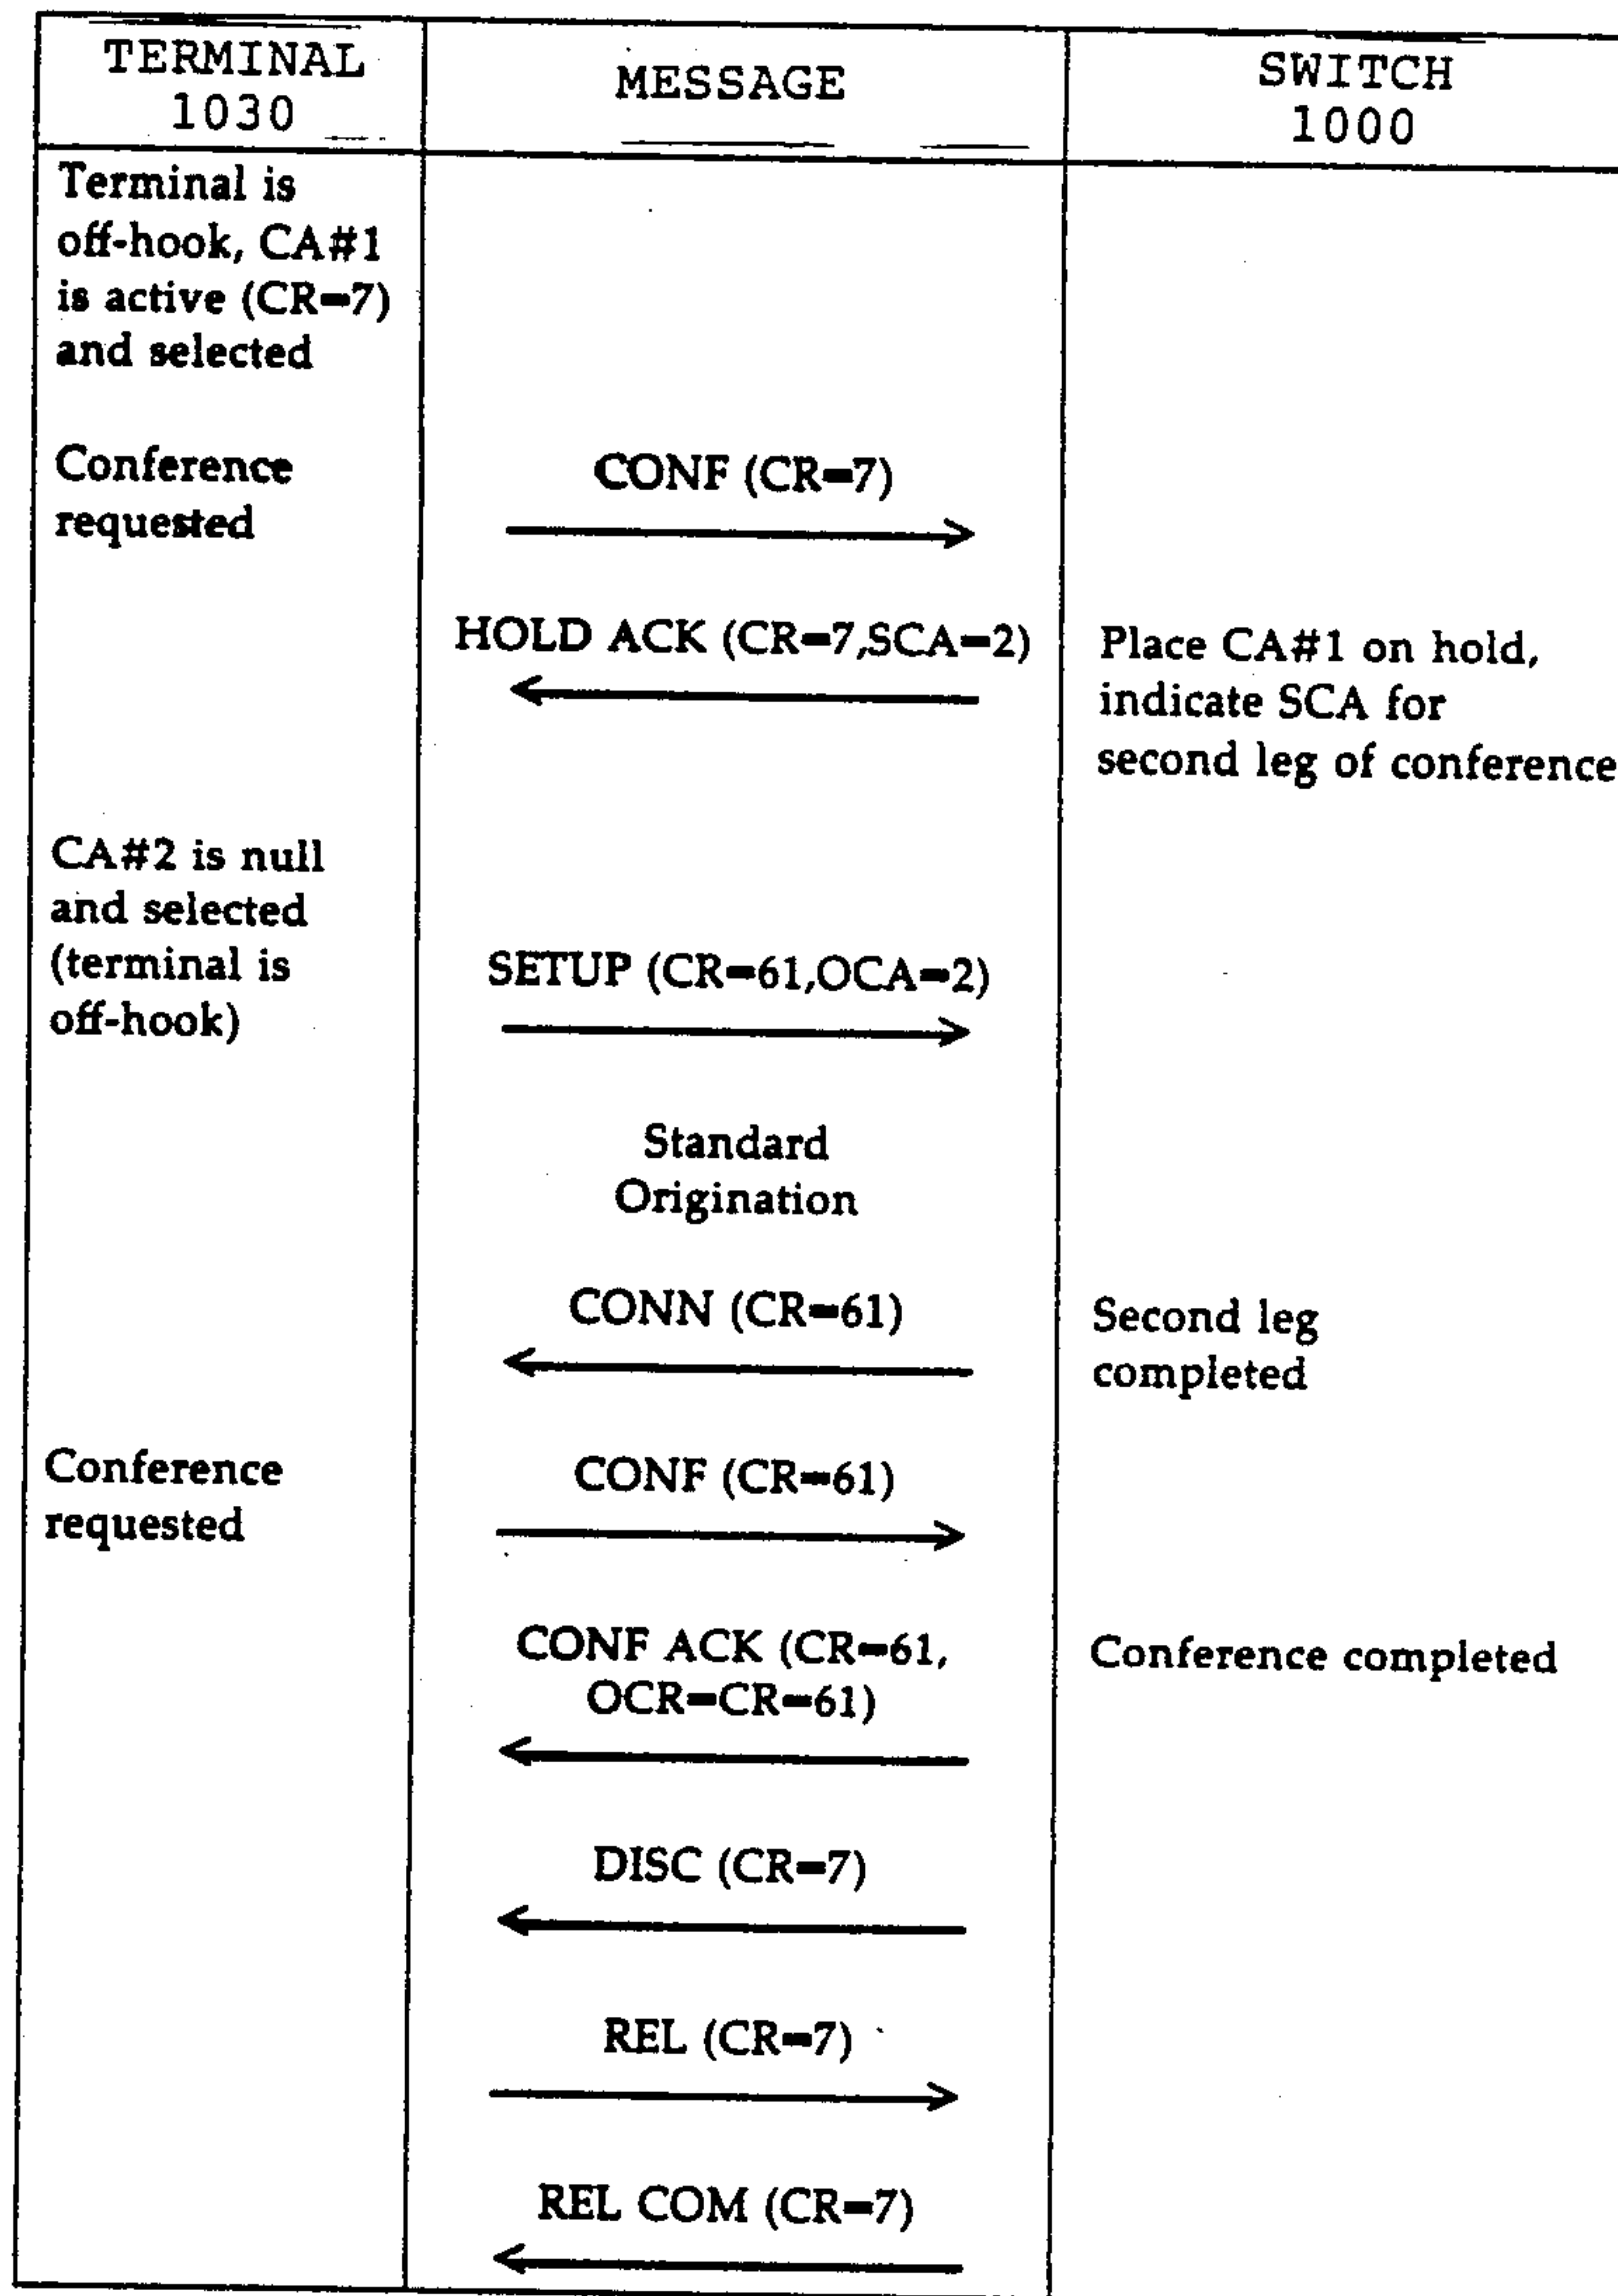 TERMINAL
1030
MESSAGE
SWITCH
1000
Terminal is
off-hook, CA#1
is active (CR=7)
and selected
Conference
requested
CONF (CR=7)
HOLD ACK (CR=7,SCA=2)
Place CA#1 on hold,
indicate SCA for
second leg of conference
CA#2 is null
and selected
(terminal is
off-hook)
SETUP (CR=61,OCA=2)
Standard
Origination
CONN (CR=61)
Second leg
completed
Conference
requested
CONF (CR=61)
CONF ACK (CR=61,
OCR=CR=61)
Conference completed
DISC (CR=7)
REL (CR=7)
REL COM (CR=7)